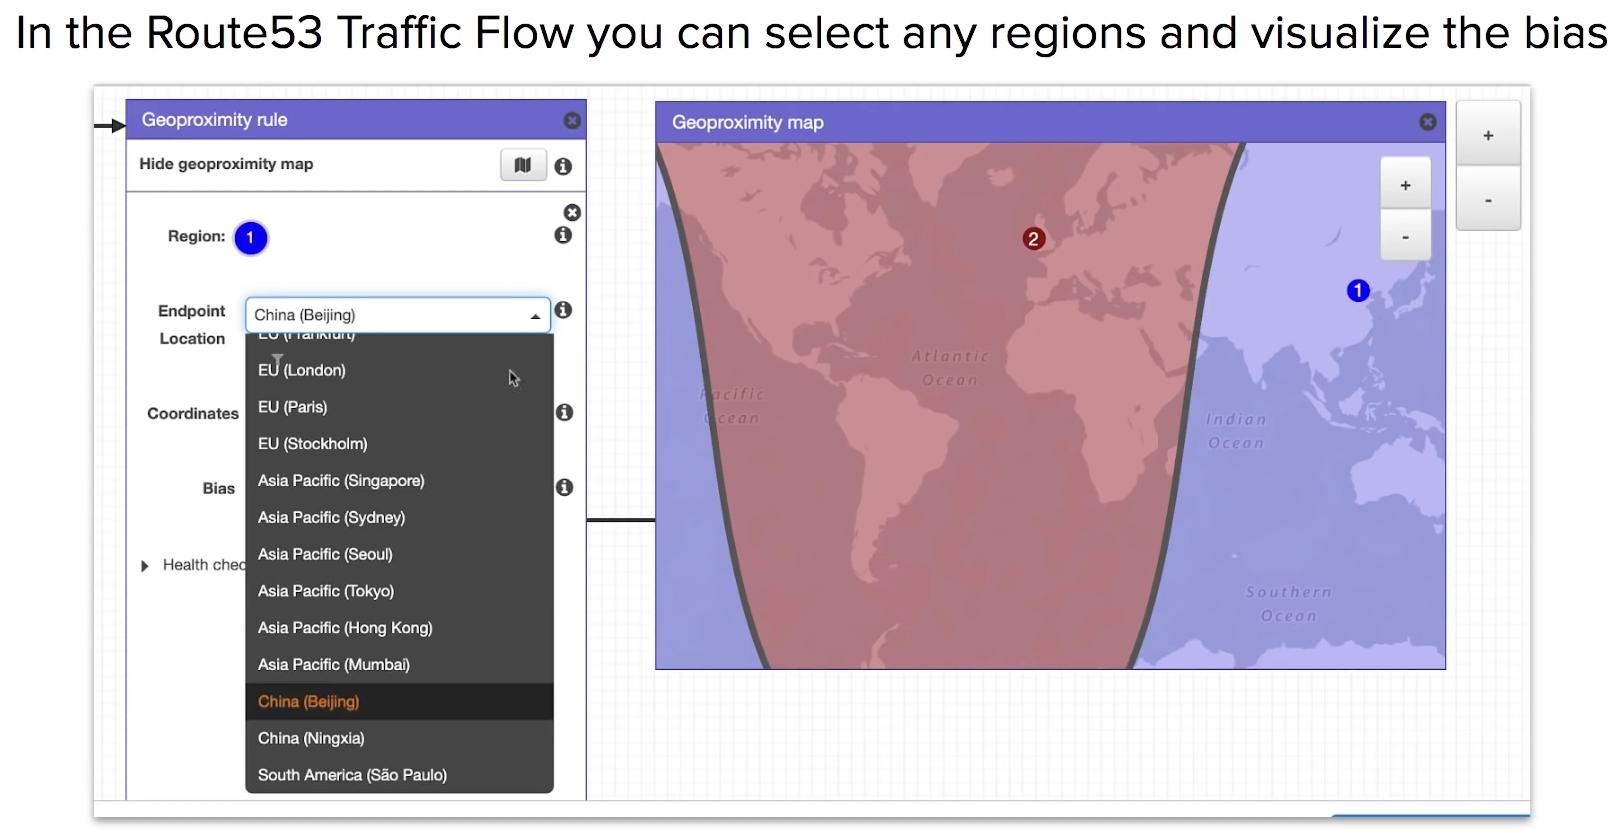 In the Route53 Traffic Flow you can select any regions and visualize the bias
Geoproximity rule
Hide geoproximity map
Region: 1
Endpoint
Location
China (Beijing)
EU (Frankfurt)
EU (London)
EU (Paris)
EU (Stockholm)
Asia Pacific (Singapore)
Asia Pacific (Sydney)
Asia Pacific (Seoul)
Asia Pacific (Tokyo)
Asia Pacific (Hong Kong)
Asia Pacific (Mumbai)
China (Beijing)
China (Ningxia)
South America (São Paulo)
Coordinates
Bias
Health chec
Geoproximity map
+
-
+
-
2
1
Atlantic
Ocean
Pacific
Ocean
Indian
Ocean
Southern
Ocean